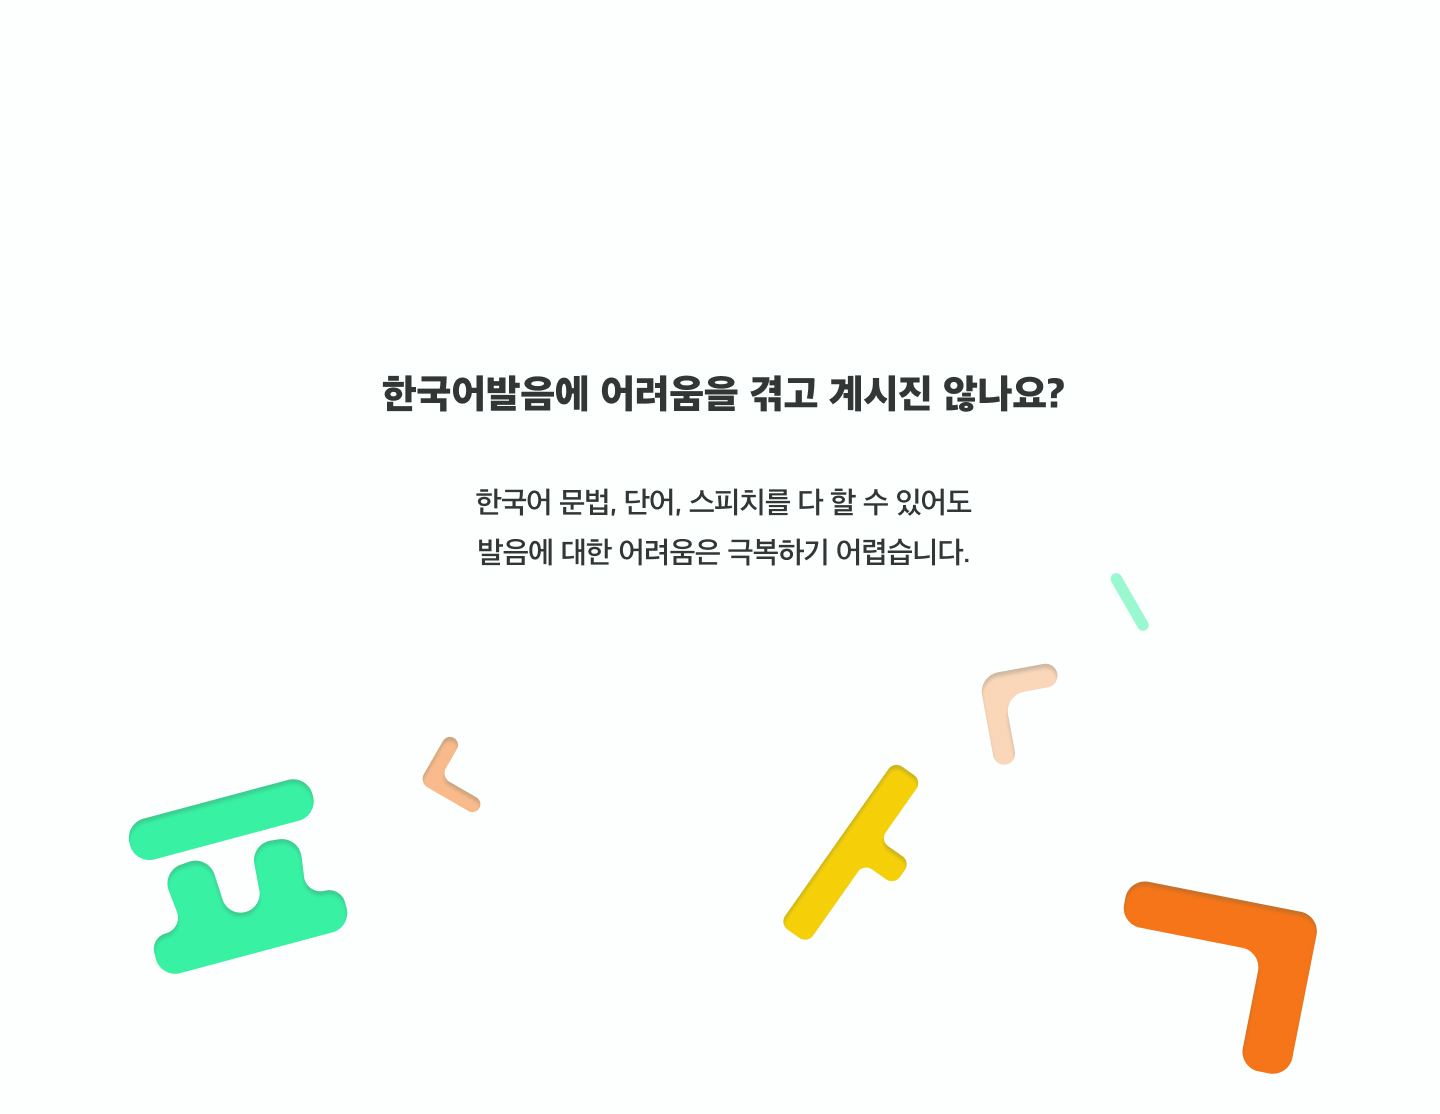 한국어발음에 어려움을 겪고 계시진 않나요?
한국어 문법, 단어, 스피치를 다 할 수 있어도
발음에 대한 어려움은 극복하기 어렵습니다.